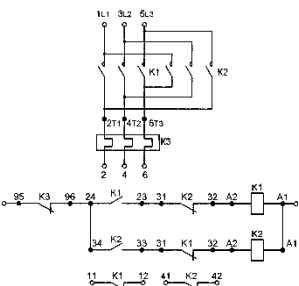 1L1 3L2 5L3
K1 K2
2T1 4T2 6T3
K3
2 4 6
95 K3 96 24 K1 23 31 K2 32 A2 K1 A1
34 K2 33 31 K1 32 A2 K2 A1
11 K1 12 41 K2 42